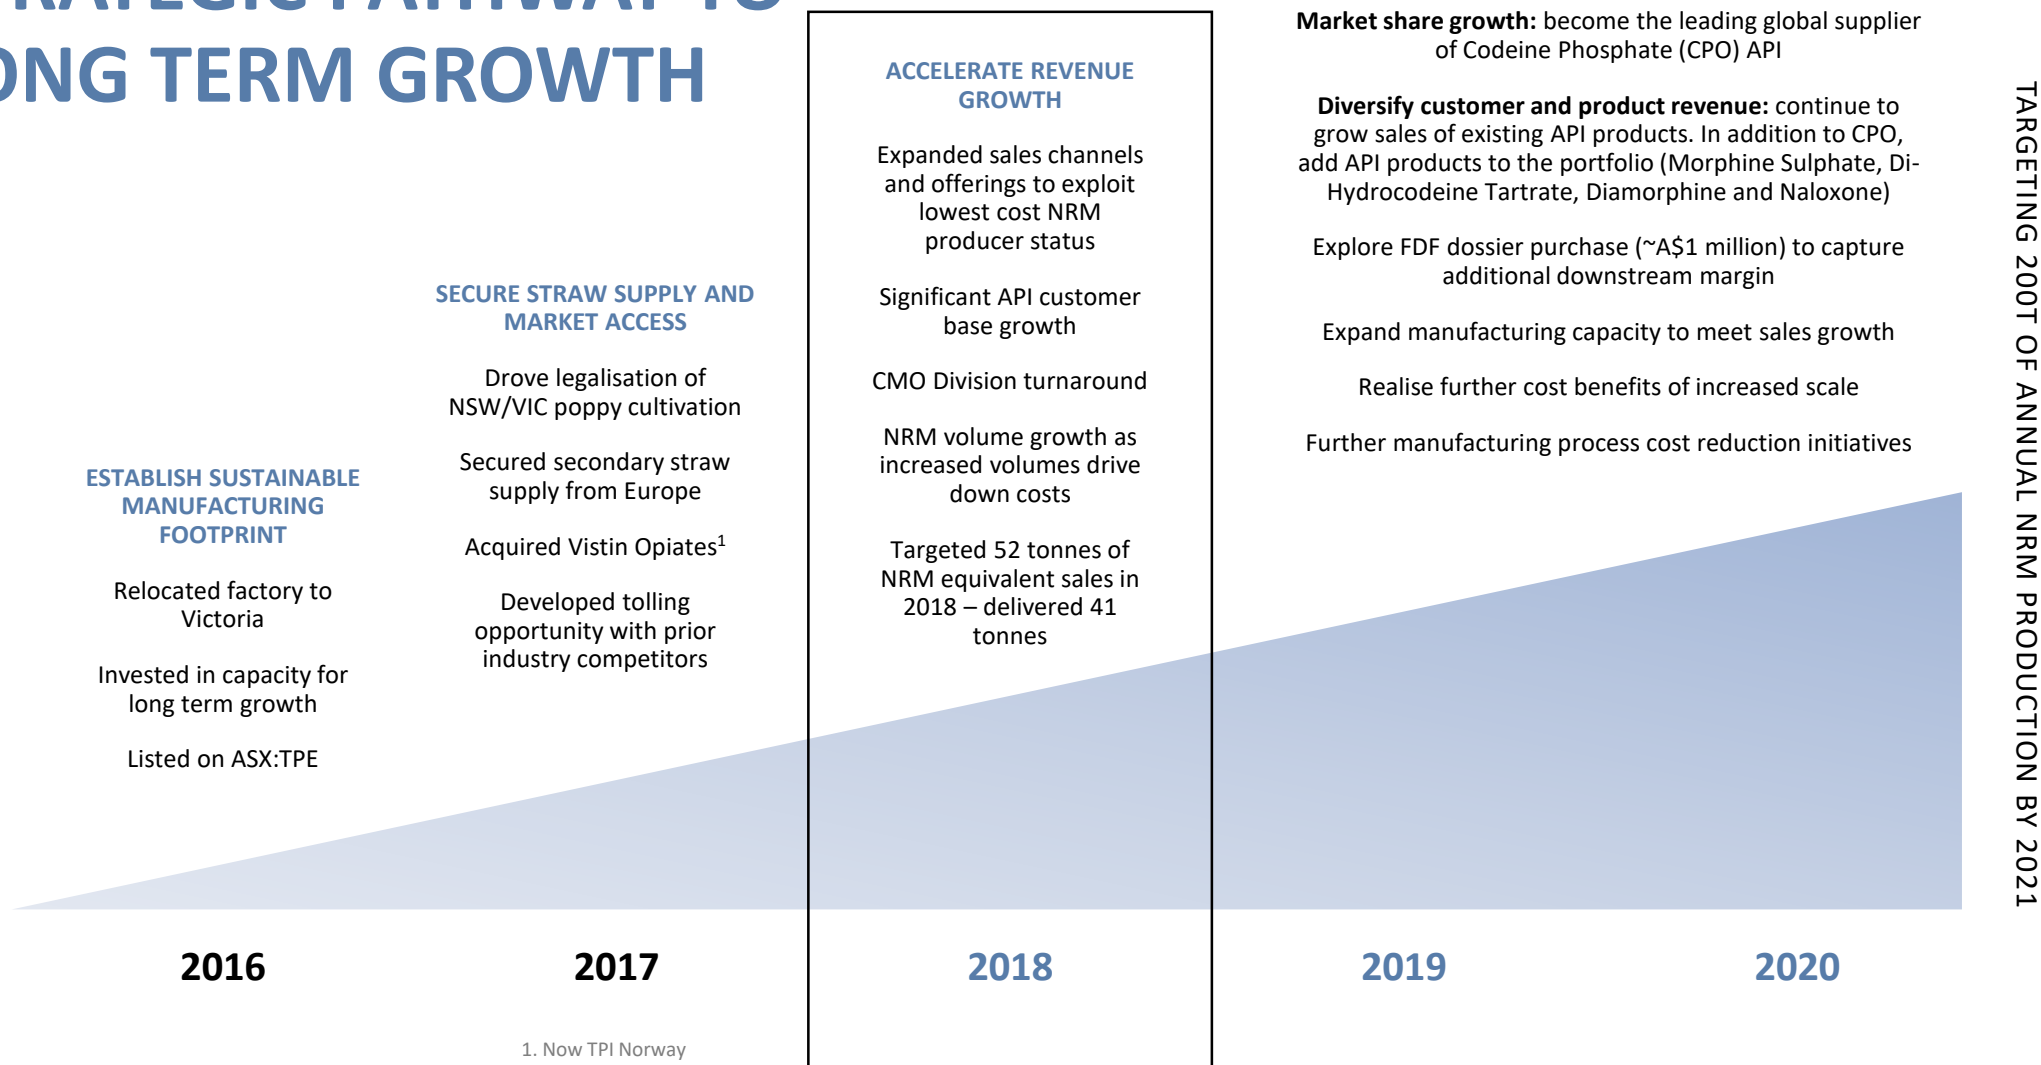 LONG TERM GROWTH
ESTABLISH SUSTAINABLE
MANUFACTURING
FOOTPRINT
Relocated factory to
Victoria
Invested in capacity for
long term growth
Listed on ASX:TPE
SECURE STRAW SUPPLY AND
MARKET ACCESS
Drove legalisation of
NSW/VIC poppy cultivation
Secured secondary straw
supply from Europe
Acquired Vistin Opiates1
Developed tolling
opportunity with prior
industry competitors
ACCELERATE REVENUE
GROWTH
Expanded sales channels
and offerings to exploit
lowest cost NRM
producer status
Significant API customer
base growth
CMO Division turnaround
NRM volume growth as
increased volumes drive
down costs
Targeted 52 tonnes of
NRM equivalent sales in
2018 – delivered 41
tonnes
Market share growth: become the leading global supplier
of Codeine Phosphate (CPO) API
Diversify customer and product revenue: continue to
grow sales of existing API products. In addition to CPO,
add API products to the portfolio (Morphine Sulphate, Di-
Hydrocodeine Tartrate, Diamorphine and Naloxone)
Explore FDF dossier purchase (~A$1 million) to capture
additional downstream margin
Expand manufacturing capacity to meet sales growth
Realise further cost benefits of increased scale
Further manufacturing process cost reduction initiatives
TARGETING 200T OF ANNUAL NRM PRODUCTION BY 2021
2016
2017
2018
2019
2020
1. Now TPI Norway